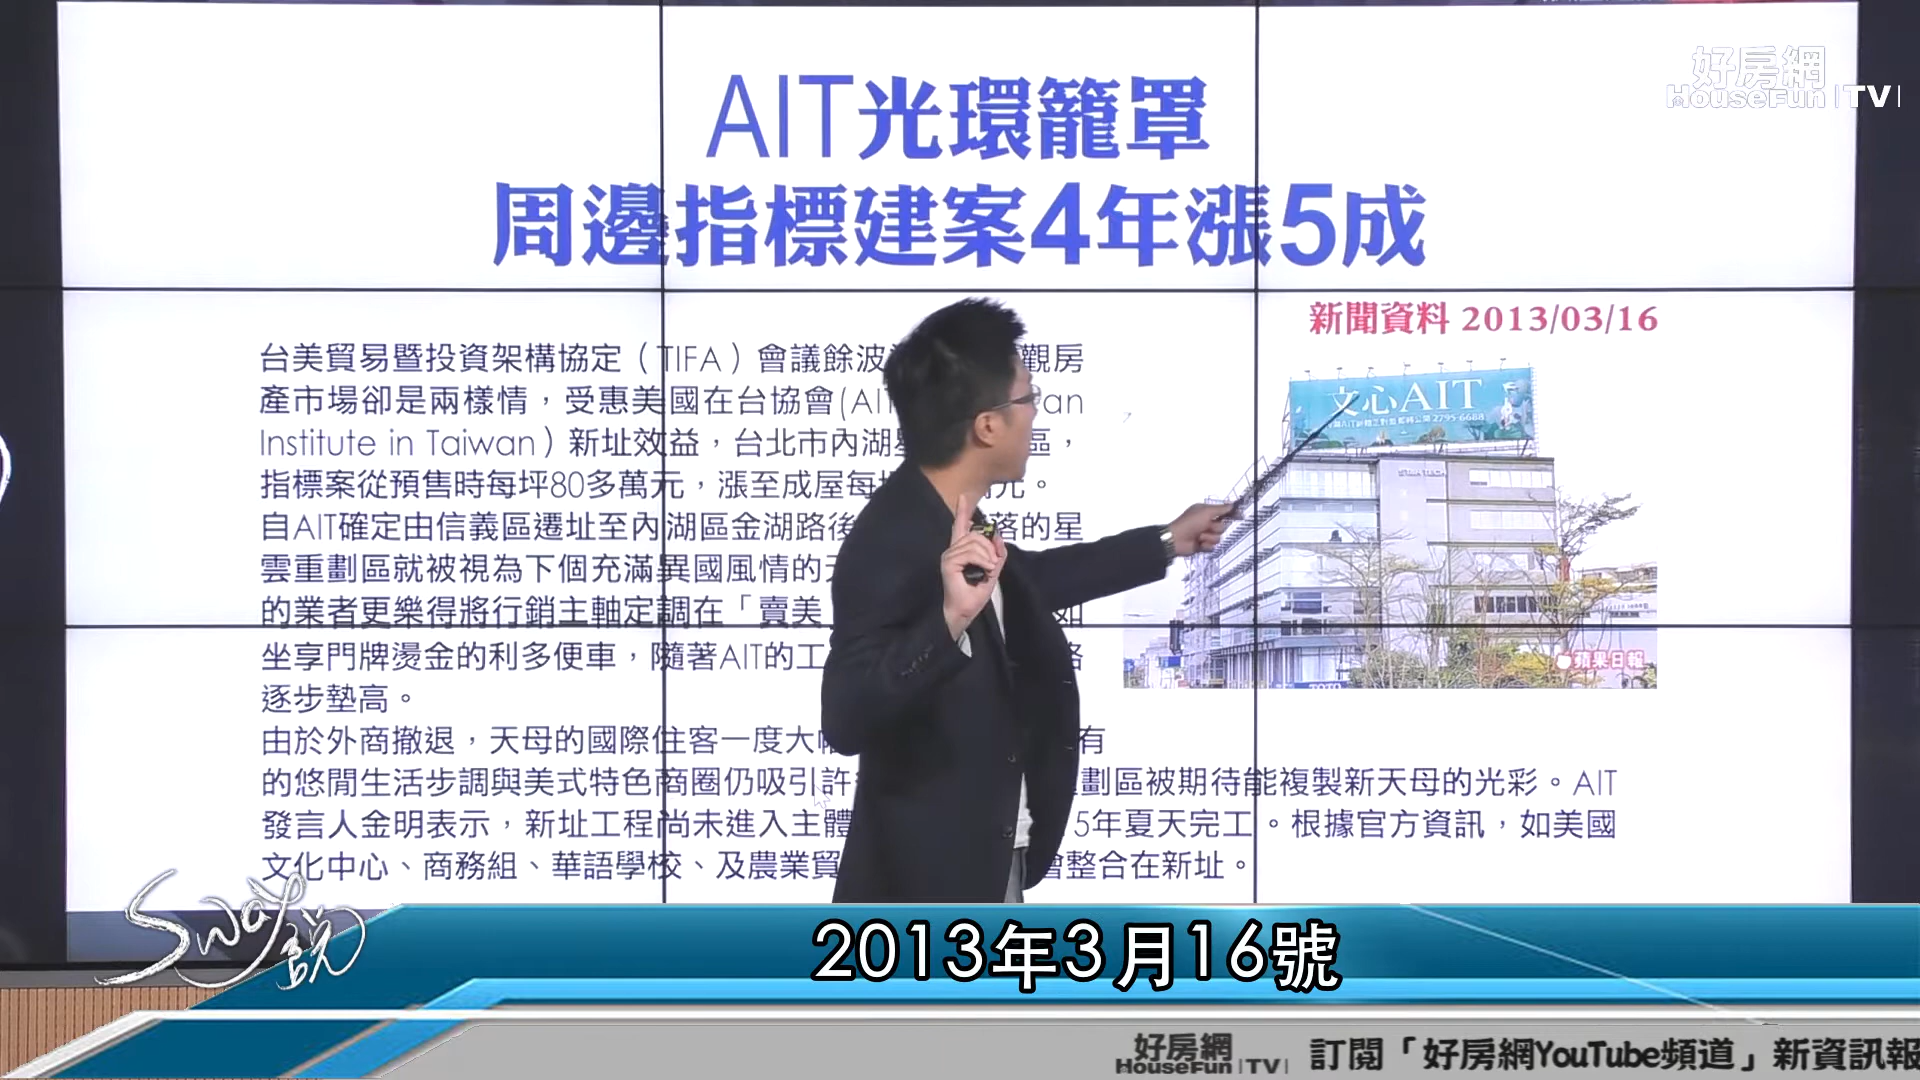 好房網
HouseFun TV
AIT光環籠罩
周邊指標建案4年漲5成
新聞資料 2013/03/16
台美貿易暨投資架構協定（TIFA）會議餘波 觀房
產市場卻是兩樣情，受惠美國在台協會(AI an
Institute in Taiwan）新址效益，台北市內湖 區，
指標案從預售時每坪80多萬元，漲至成屋每 元。
自AIT確定由信義區遷址至內湖區金湖路後 落的星
雲重劃區就被視為下個充滿異國風情的
的業者更樂得將行銷主軸定調在「賣美 如
坐享門牌燙金的利多便車，隨著AIT的工
逐步墊高。
由於外商撤退，天母的國際住客一度大 有
的悠閒生活步調與美式特色商圈仍吸引許 劃區被期待能複製新天母的光彩。AIT
發言人金明表示，新址工程尚未進入主體 5年夏天完工。根據官方資訊，如美國
文化中心、商務組、華語學校、及農業貿 會整合在新址。
文心AIT
2795-6688
蘋果日報
Sway說
2013年3月16號
好房網
HouseFun TV
訂閱「好房網YouTube頻道」新資訊報